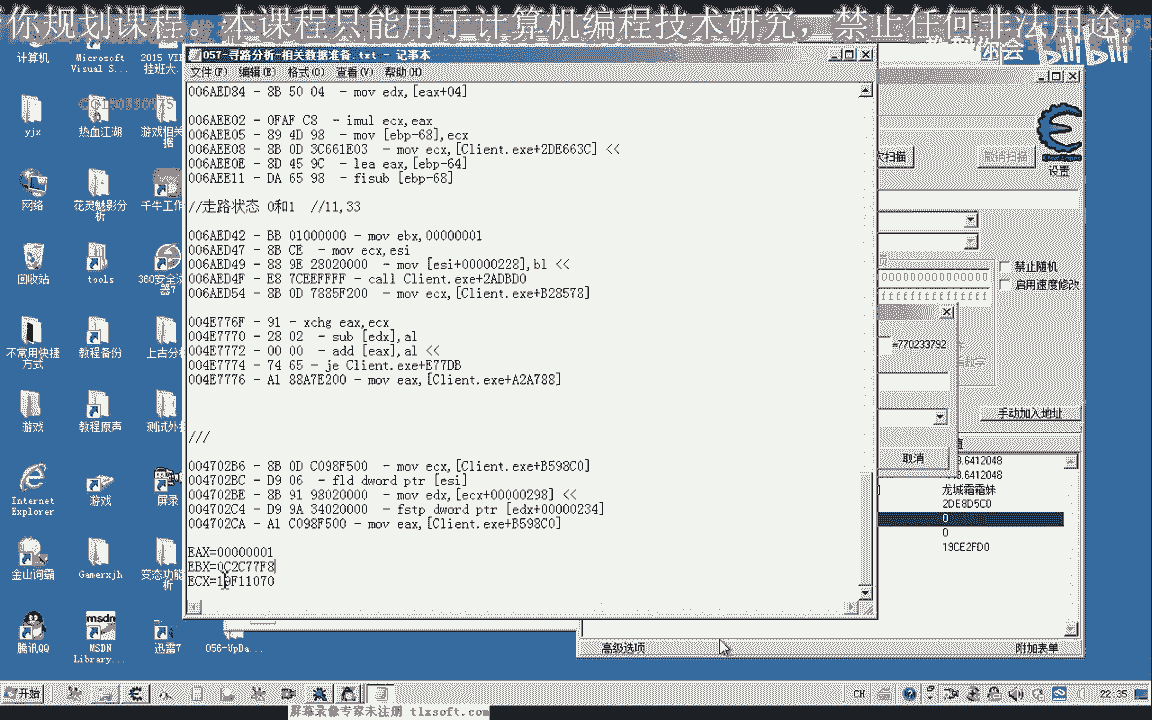 你规划课程。本课程只能用于计算机编程技术研究，禁止任何非法用途，
bilibili
057-寻路分析-相关数据准备.txt - 记事本
文件(F) 编辑(E) 格式(O) 查看(V) 帮助(H)
006AED84 - 8B 50 04  - mov edx,[eax+04]
006AEE02 - 0FAF C8  - imul ecx,eax
006AEE05 - 89 4D 98  - mov [ebp-68],ecx
006AEE08 - 8B 0D 3C661E03  - mov ecx,[Client.exe+2DE663C] <<
006AEE0E - 8D 45 9C  - lea eax,[ebp-64]
006AEE11 - DA 65 98  - fisub [ebp-68]
//走路状态 0和1  //11,33
006AED42 - BB 01000000 - mov ebx,00000001
006AED47 - 8B CE  - mov ecx,esi
006AED49 - 88 9E 28020000  - mov [esi+00000228],bl <<
006AED4F - E8 7CEEFFFF - call Client.exe+2ADBD0
006AED54 - 8B 0D 7885F200  - mov ecx,[Client.exe+B28578]
004E776F - 91 - xchg eax,ecx
004E7770 - 28 02  - sub [edx],al
004E7772 - 00 00  - add [eax],al <<
004E7774 - 74 65 - je Client.exe+E77DB
004E7776 - A1 88A7E200 - mov eax,[Client.exe+A2A788]
///
004702B6 - 8B 0D C098F500  - mov ecx,[Client.exe+B598C0]
004702BC - D9 06  - fld dword ptr [esi]
004702BE - 8B 91 98020000  - mov edx,[ecx+00000298] <<
004702C4 - D9 9A 34020000  - fstp dword ptr [edx+00000234]
004702CA - A1 C098F500 - mov eax,[Client.exe+B598C0]
EAX=00000001
EBX=0C2C77F8
ECX=1DF11070
计算机
Microsoft Visual S...
2015 VI 挂班大.
yjx
热血江湖
游戏相关 据
网络
花灵魅影分析
千牛工作
回收站
tools
360安全 器7
不常用快捷方式
教程备份
上古分析
游戏
教程原声
测试外挂
Internet Explorer
游戏
屏录
金山词霸
Gamerxjh
变态功能 析
腾讯QQ
MSDN Library...
迅雷7
056-VpDa...
撤消扫描
设置
禁止随机
启用速度修改
=770233792
手动加入地址
取消
8.6412048
8.6412048
龙城霜霜妹
2DE8D5C0
0
0
19CE2FD0
高级选项
附加表单
开始
CH
22:35
屏幕录像专家未注册 tlxsoft.com